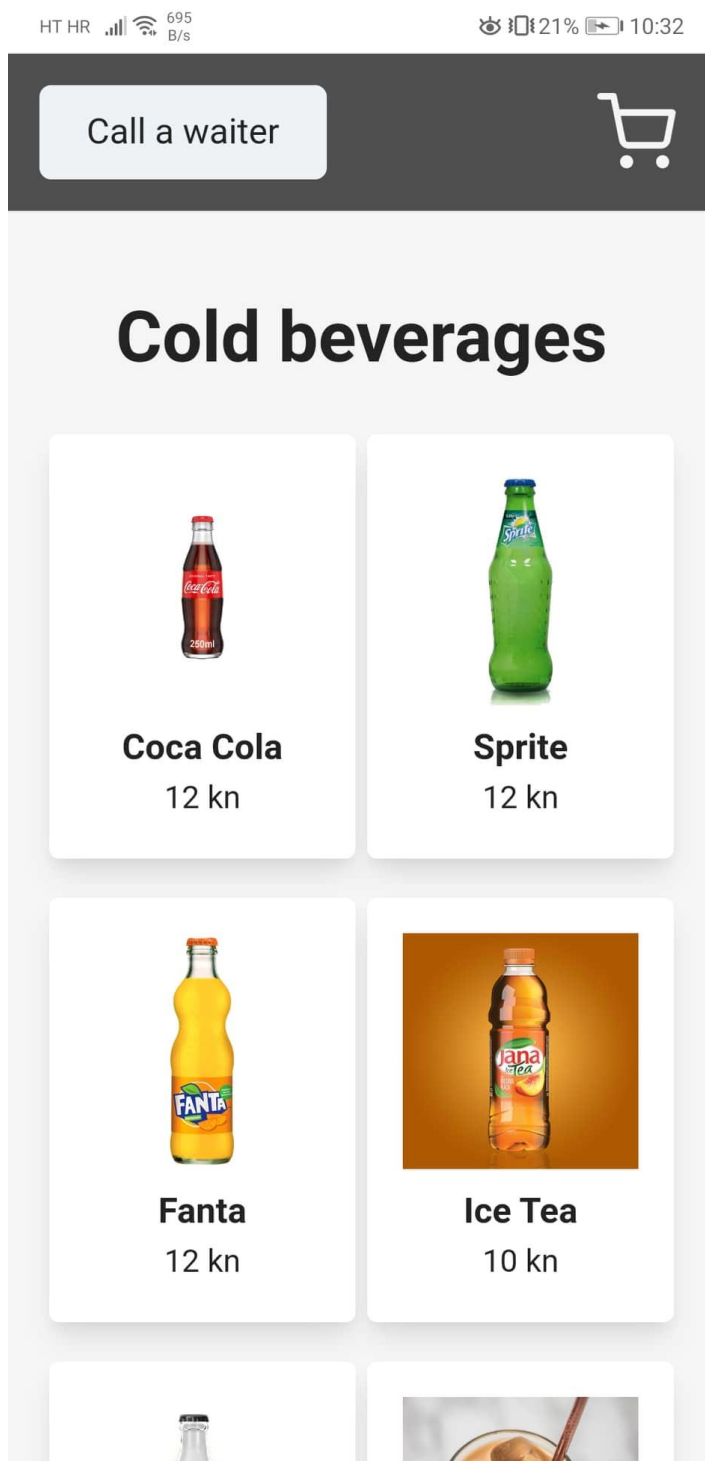 HT HR 695 B/s 21% 10:32
Call a waiter
Cold beverages
Coca-Cola
250ml
Sprite
Coca Cola
Sprite
12 kn
12 kn
FANTA
Jana
Ice Tea
Fanta
Ice Tea
12 kn
10 kn